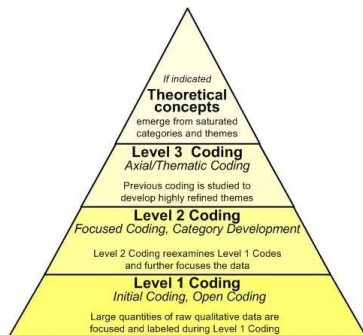 If indicated
Theoretical
concepts
emerge from saturated
categories and themes
Level 3 Coding
Axial/Thematic Coding
Previous coding is studied to
develop highly refined themes
Level 2 Coding
Focused Coding, Category Development
Level 2 Coding reexamines Level 1 Codes
and further focuses the data
Level 1 Coding
Initial Coding, Open Coding
Large quantities of raw qualitative data are
focused and labeled during Level 1 Coding